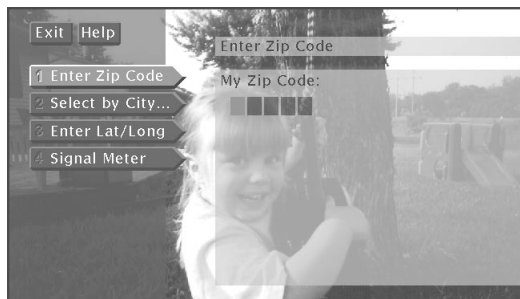 Exit Help
Enter Zip Code
1 Enter Zip Code
My Zip Code:
2 Select by City...
3 Enter Lat/Long
4 Signal Meter